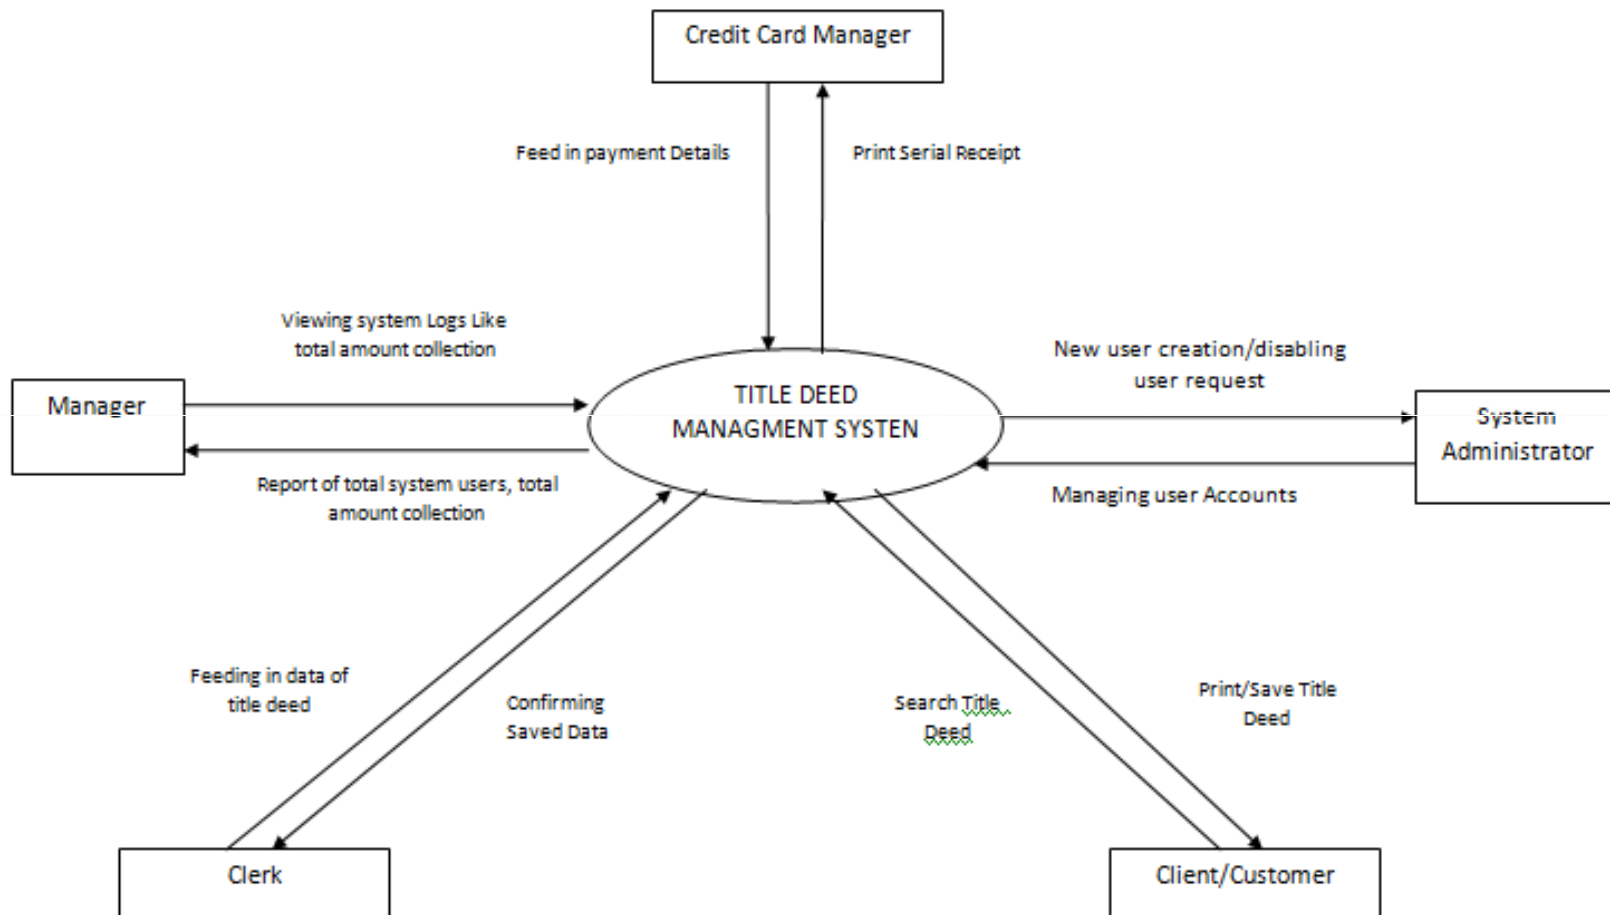 Credit Card Manager
Feed in payment Details
Print Serial Receipt
Viewing system Logs Like
total amount collection
New user creation/disabling
user request
Manager
TITLE DEED
MANAGMENT SYSTEN
System
Administrator
Report of total system users, total
amount collection
Managing user Accounts
Feeding in data of
title deed
Confirming
Saved Data
Search Title
Deed
Print/Save Title
Deed
Clerk
Client/Customer